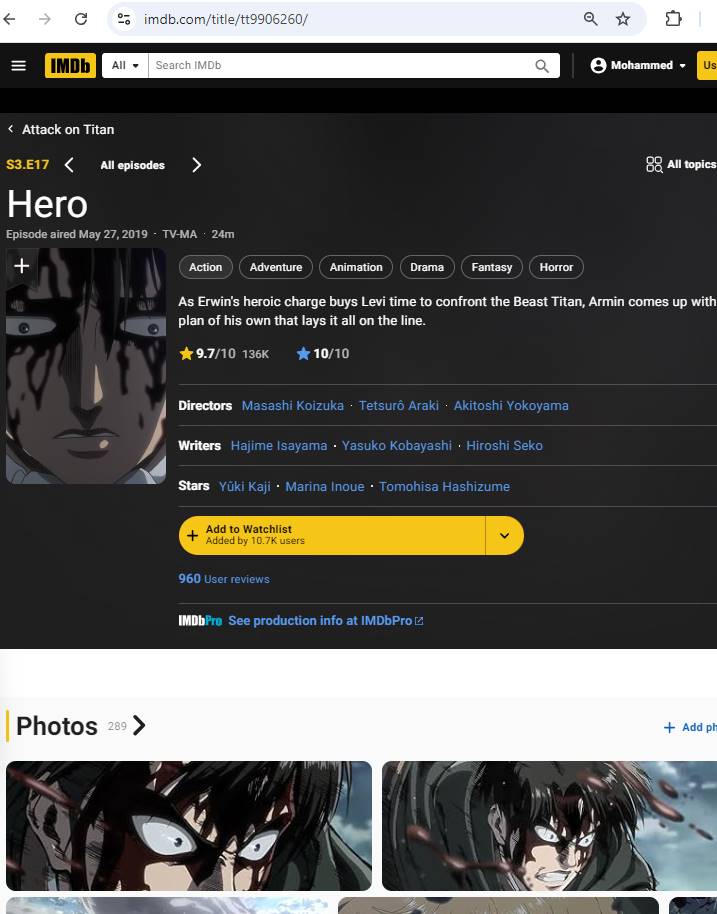 imdb.com/title/tt9906260/
IMDb All Search IMDb Mohammed Us
Attack on Titan
S3.E17 All episodes All topics
Hero
Episode aired May 27, 2019 · TV-MA · 24m
Action Adventure Animation Drama Fantasy Horror
As Erwin's heroic charge buys Levi time to confront the Beast Titan, Armin comes up with
plan of his own that lays it all on the line.
9.7/10 136K 10/10
Directors Masashi Koizuka · Tetsurô Araki · Akitoshi Yokoyama
Writers Hajime Isayama · Yasuko Kobayashi · Hiroshi Seko
Stars Yûki Kaji · Marina Inoue · Tomohisa Hashizume
Add to Watchlist
Added by 10.7K users
960 User reviews
IMDbPro See production info at IMDbPro
Photos 289 Add ph